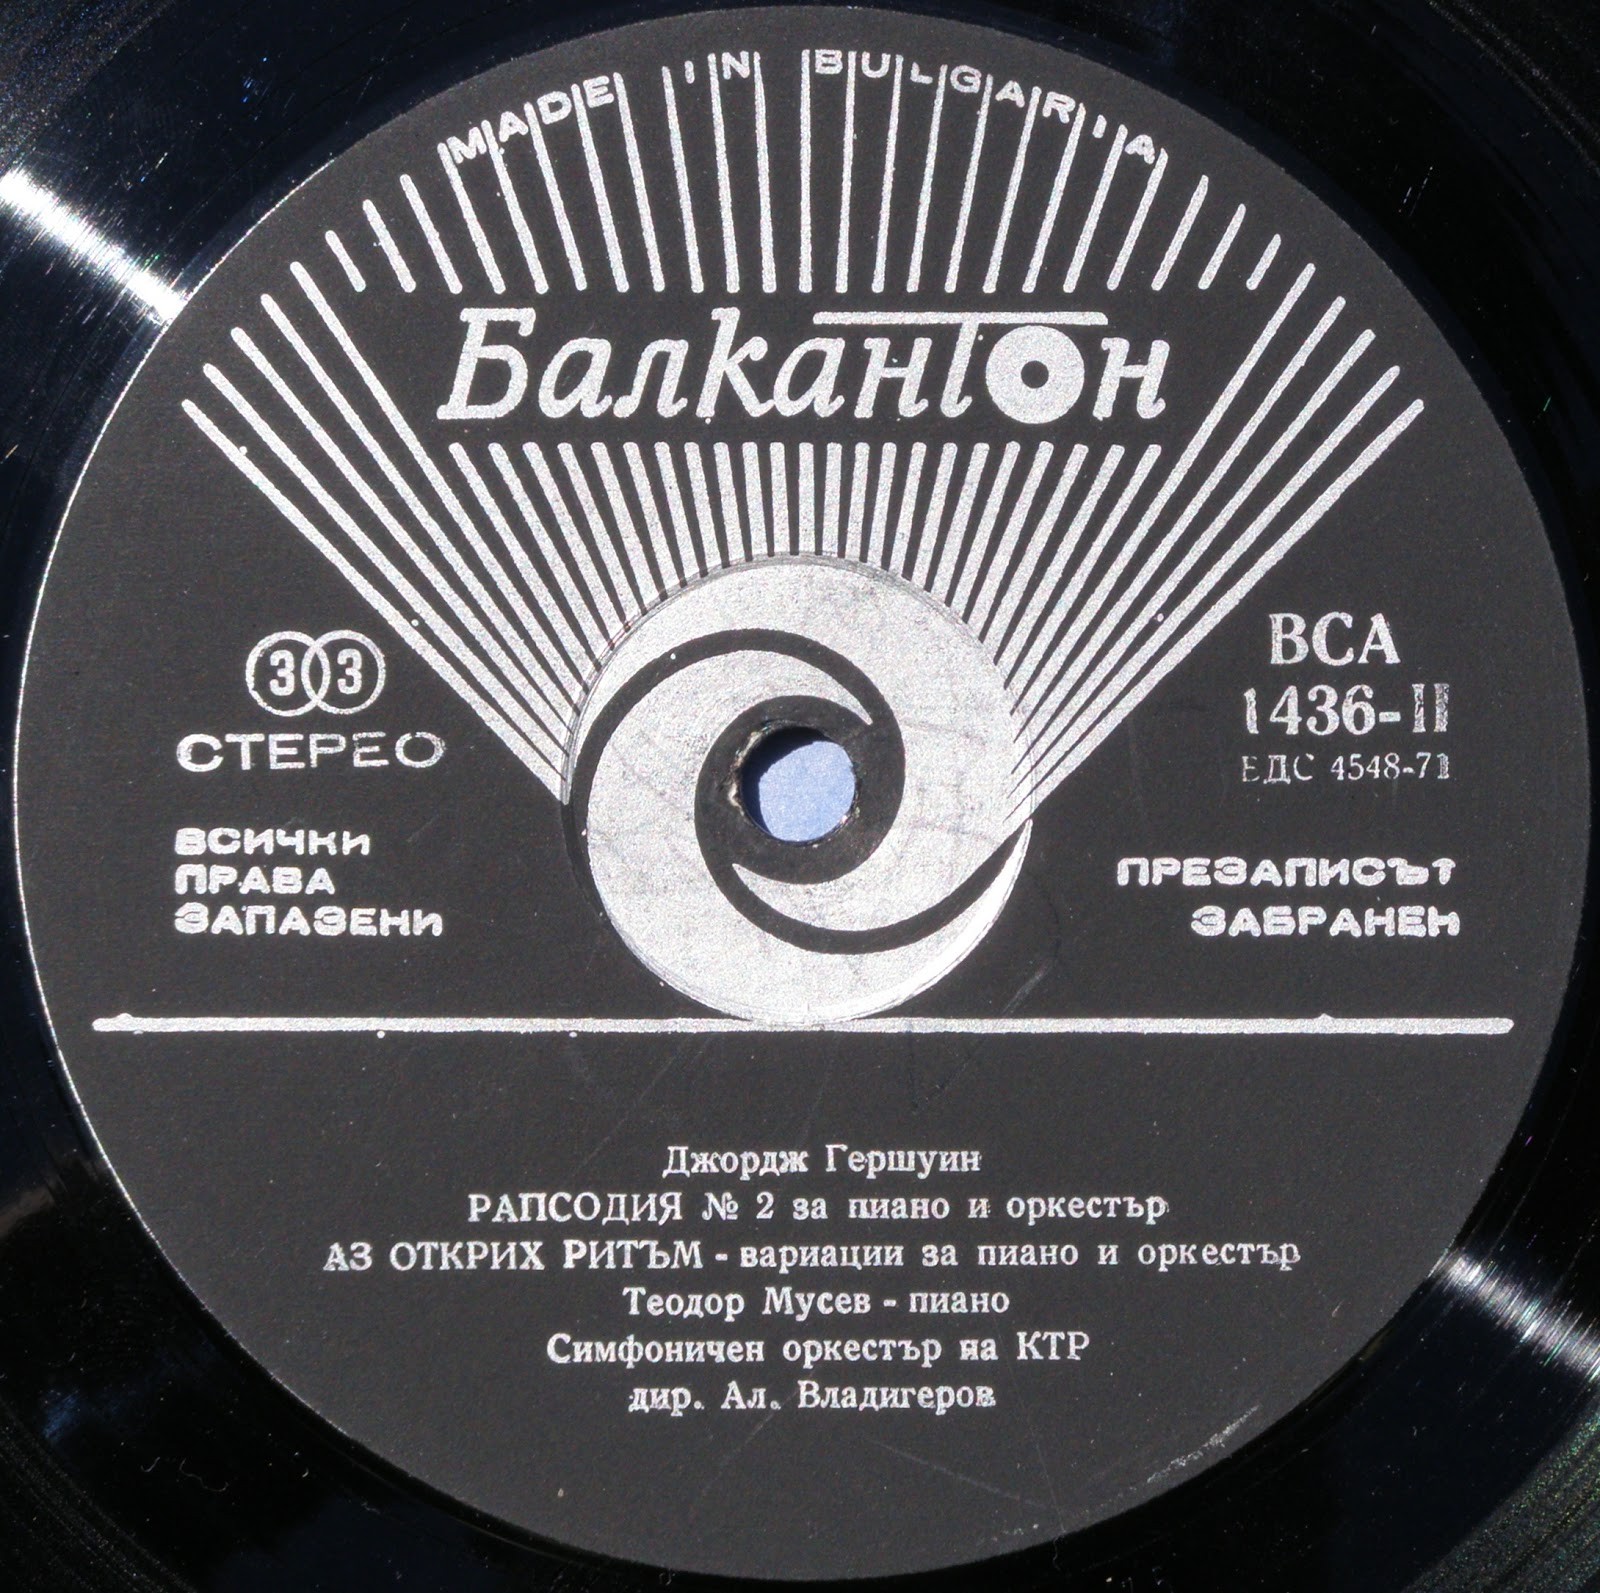 MADE IN BULGARIA
Балкантон
33
СТЕРЕО
ВСИЧКИ
ПРАВА
ЗАПАЗЕНИ
ВСА
1436-II
ЕДС 4548-71
ПРЕЗАПИСЪТ
ЗАБРАНЕН
Джордж Гершуин
РАПСОДИЯ № 2 за пиано и оркестър
АЗ ОТКРИХ РИТЪМ - вариации за пиано и оркестър
Теодор Мусев - пиано
Симфоничен оркестър на КТР
дир. Ал. Владигеров